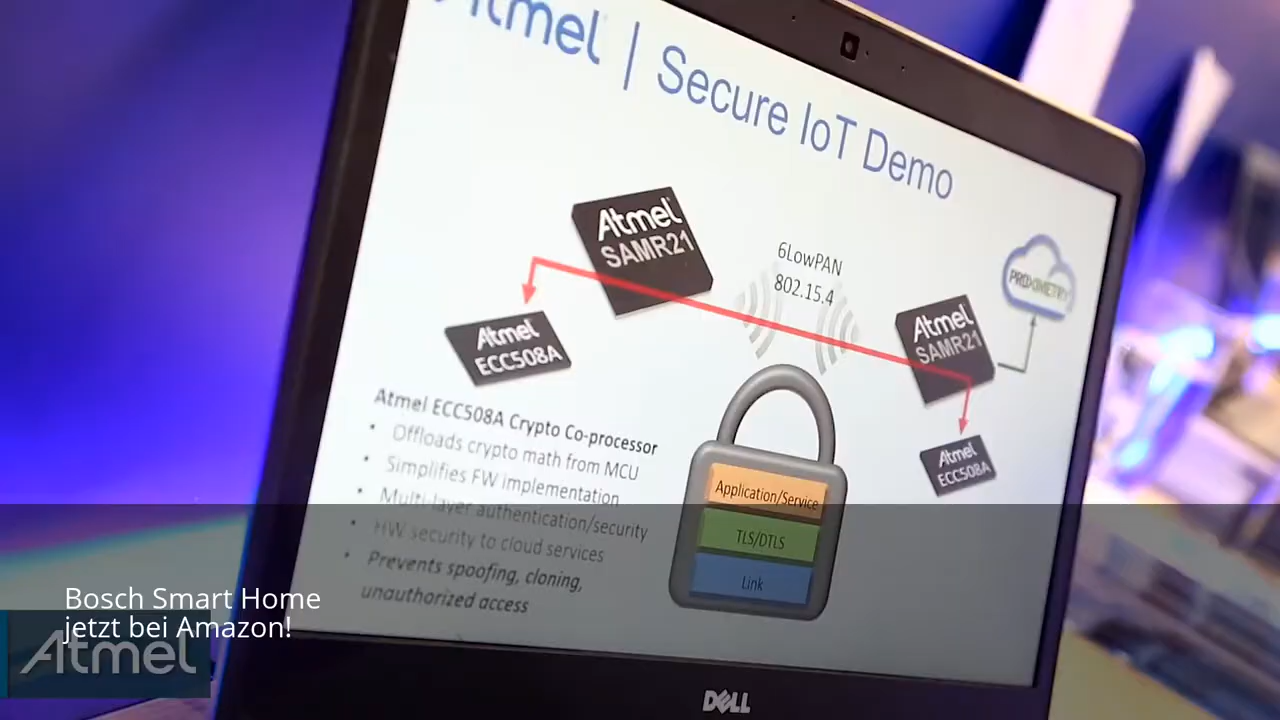 Atmel | Secure IoT Demo
Atmel
SAMR21
6LowPAN
802.15.4
PROXIMETRY
Atmel
SAMR21
Atmel
ECC508A
Atmel
ECC508A
Atmel ECC508A Crypto Co-processor
• Offloads crypto math from MCU
• Simplifies FW implementation
• Multi-layer authentication/security
• HW security to cloud services
• Prevents spoofing, cloning,
unauthorized access
Application/Service
TLS/DTLS
Link
Bosch Smart Home
jetzt bei Amazon!
Atmel
DELL